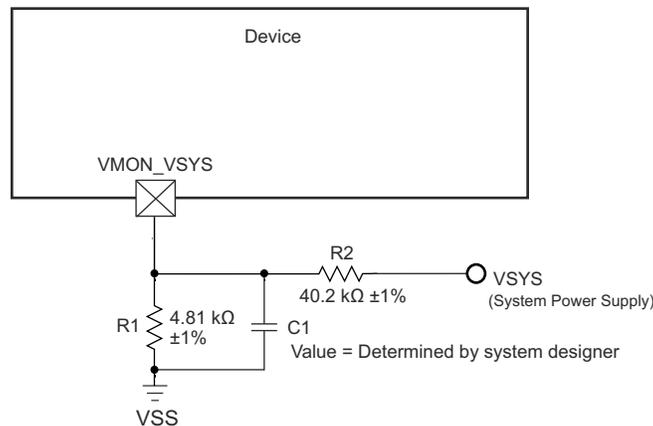 Device
VMON_VSYS
R2
VSYS
40.2 kΩ ±1%
(System Power Supply)
R1
4.81 kΩ
±1%
C1
Value = Determined by system designer
VSS